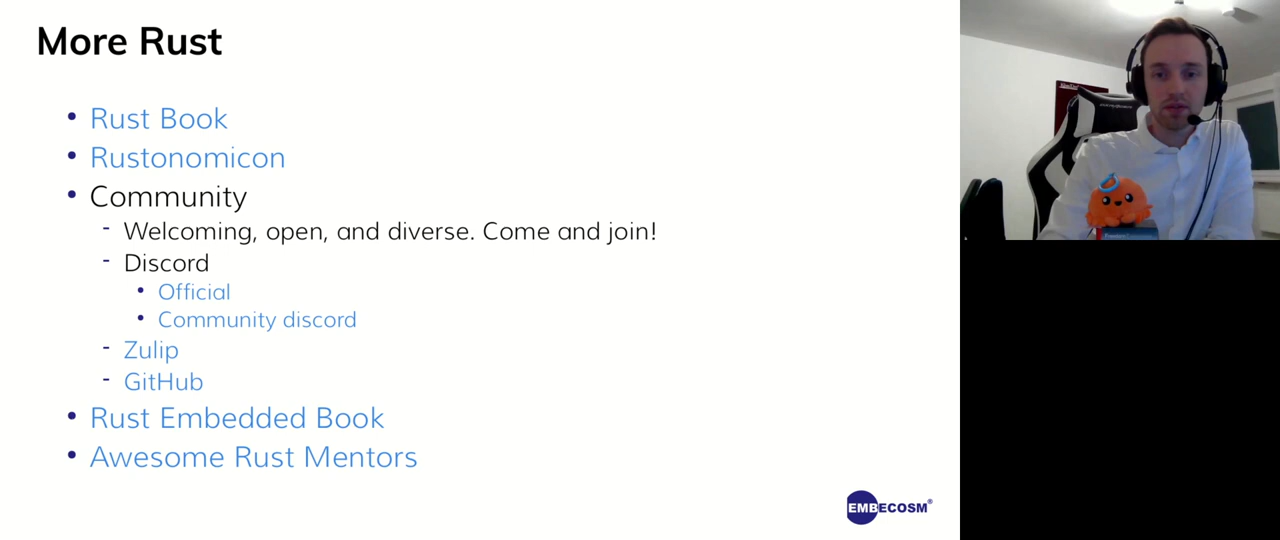 More Rust
• Rust Book
• Rustonomicon
• Community
- Welcoming, open, and diverse. Come and join!
- Discord
• Official
• Community discord
- Zulip
- GitHub
• Rust Embedded Book
• Awesome Rust Mentors
EMBECOSM®